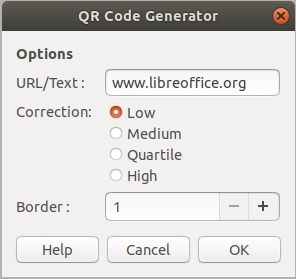 QR Code Generator
Options
URL/Text : www.libreoffice.org
Correction: Low
Medium
Quartile
High
Border : 1 − +
Help Cancel OK